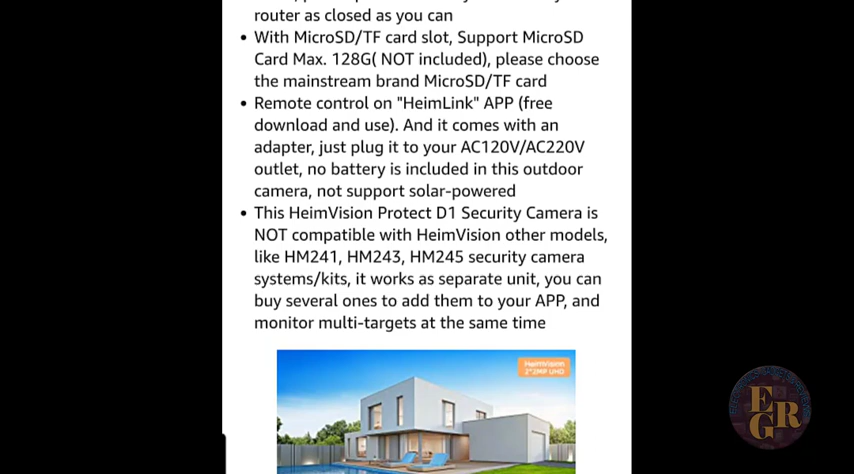 router as closed as you can
• With MicroSD/TF card slot, Support MicroSD
Card Max. 128G( NOT included), please choose
the mainstream brand MicroSD/TF card
• Remote control on "HeimLink" APP (free
download and use). And it comes with an
adapter, just plug it to your AC120V/AC220V
outlet, no battery is included in this outdoor
camera, not support solar-powered
• This HeimVision Protect D1 Security Camera is
NOT compatible with HeimVision other models,
like HM241, HM243, HM245 security camera
systems/kits, it works as separate unit, you can
buy several ones to add them to your APP, and
monitor multi-targets at the same time
HeimVision
2*2MP UHD
E
G R